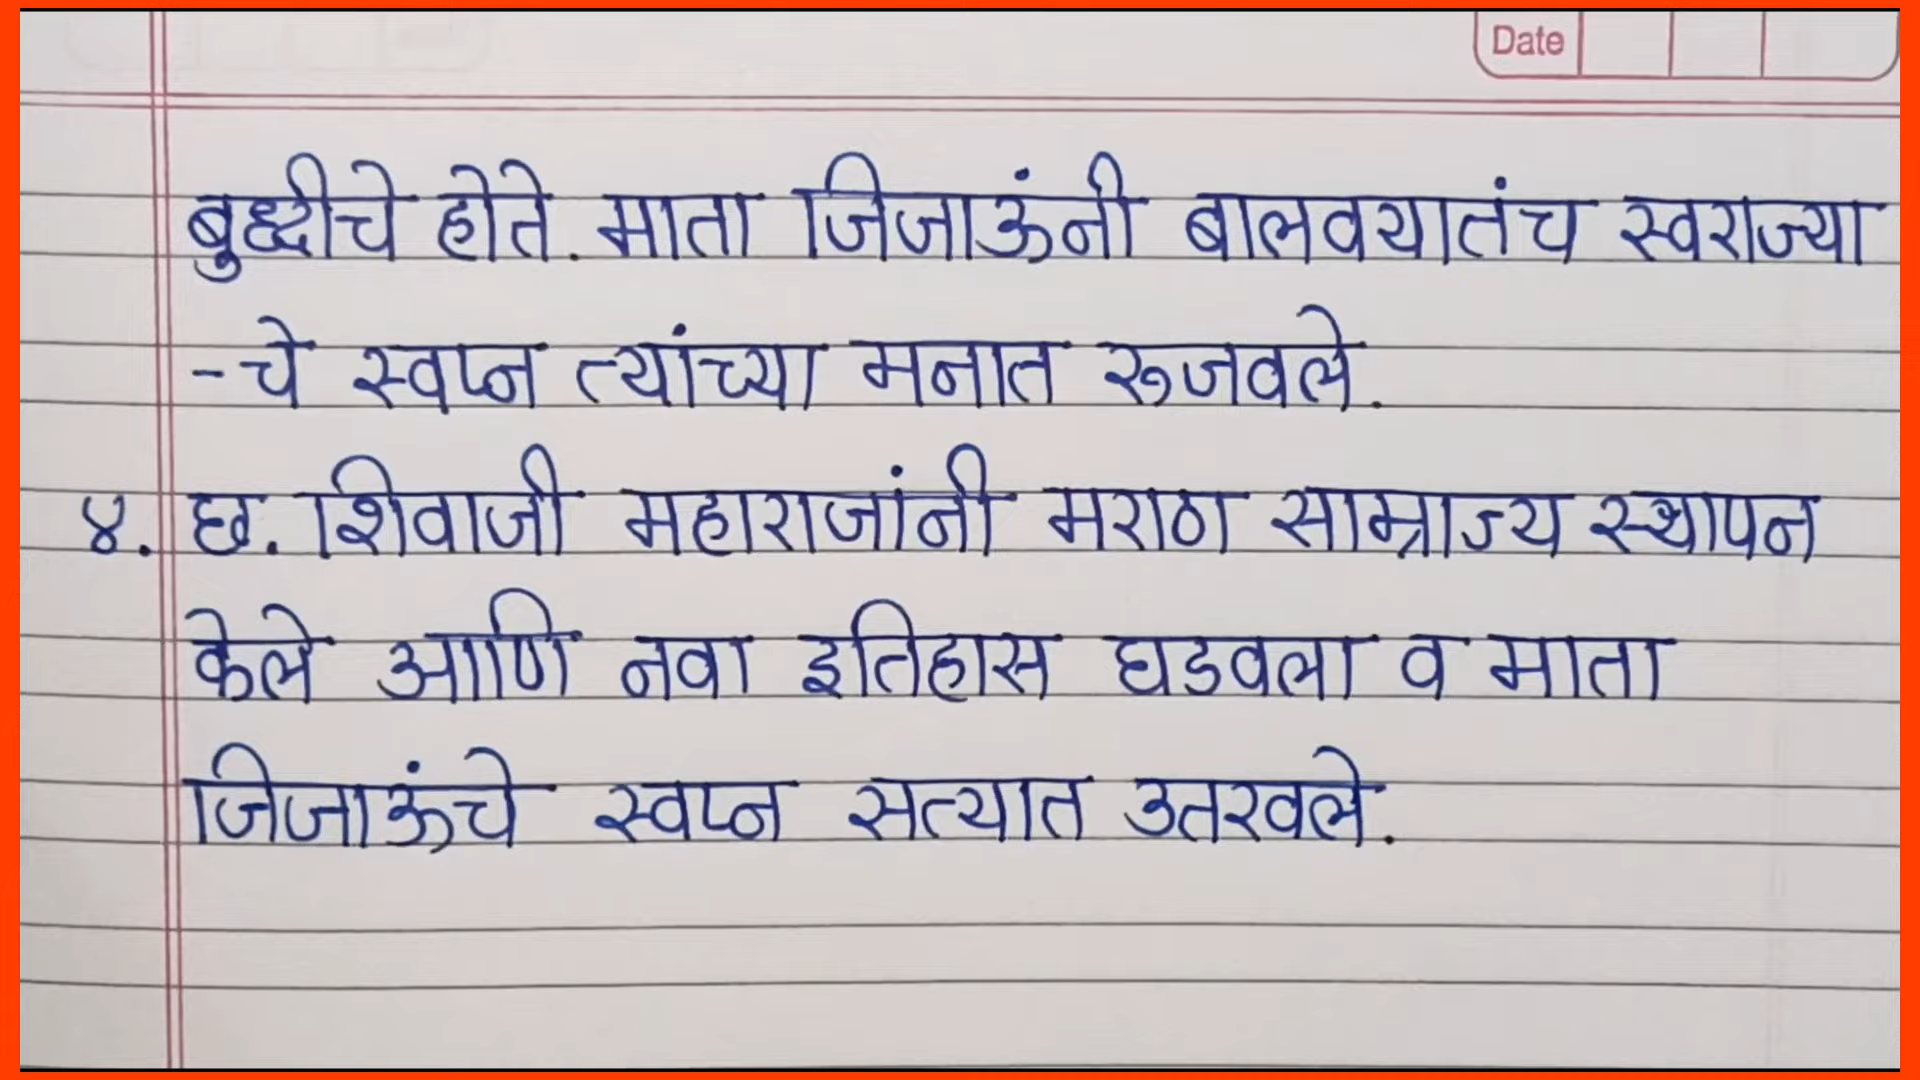 Date
बुद्धीचे होते. माता जिजाऊंनी बालवयातंच स्वराज्या
-चे स्वप्न त्यांच्या मनात रुजवले.
४. छ. शिवाजी महाराजांनी मराठा साम्राज्य स्थापन
केले आणि नवा इतिहास घडवला व माता
जिजाऊंचे स्वप्न सत्यात उतरवले.